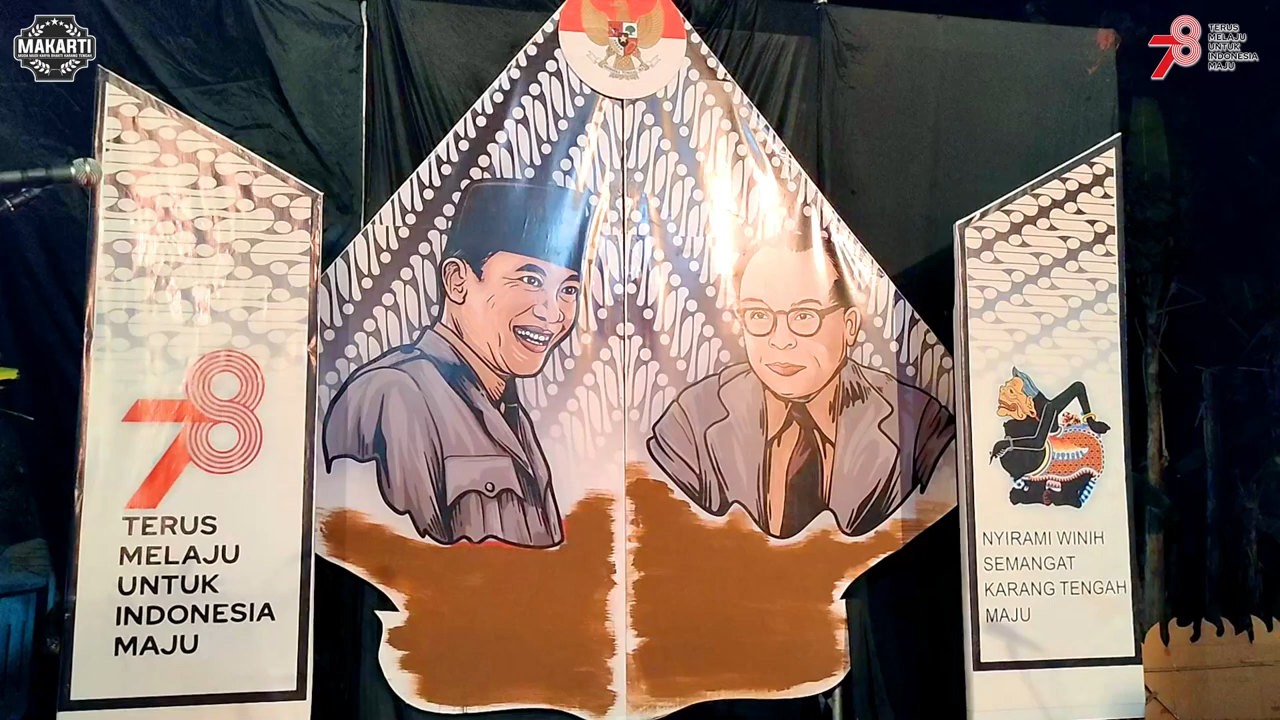 MAKARTI
TERUS
MELAJU
UNTUK
INDONESIA
MAJU
78
TERUS
MELAJU
UNTUK
INDONESIA
MAJU
NYIRAMI WINIH
SEMANGAT
KARANG TENGAH
MAJU
78